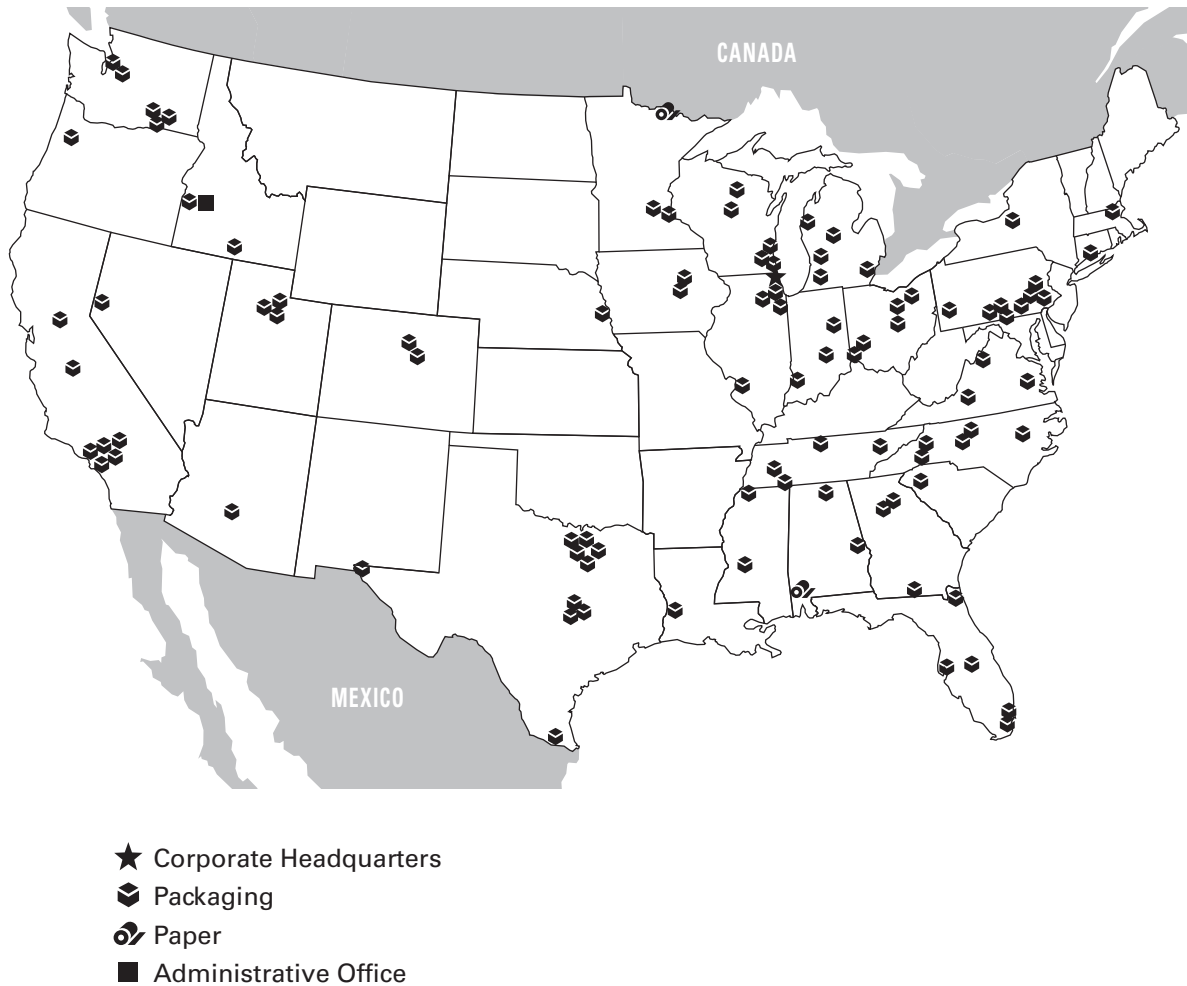 CANADA
MEXICO
Corporate Headquarters
Packaging
Paper
Administrative Office